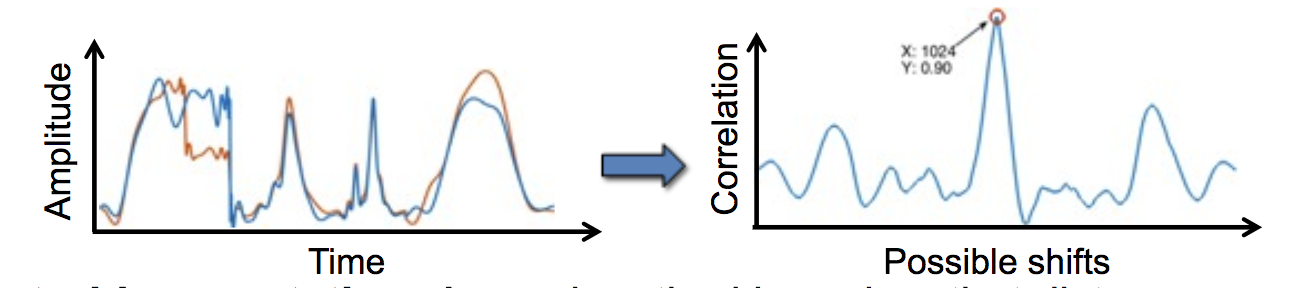 Amplitude
Time
Correlation
X: 1024
Y: 0.90
Possible shifts